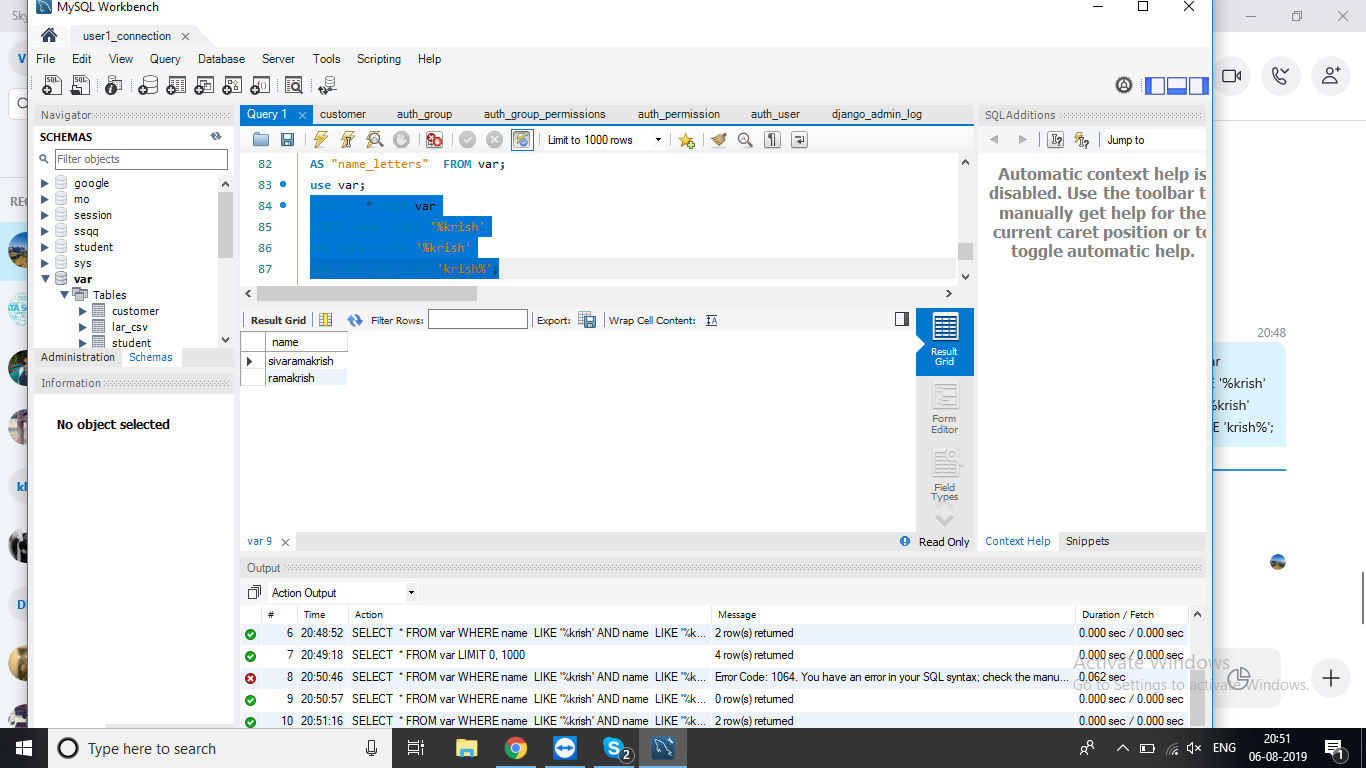 Sky
MySQL Workbench
user1_connection
File Edit View Query Database Server Tools Scripting Help
Navigator
SCHEMAS
Filter objects
google
mo
session
ssqq
student
sys
var
Tables
customer
lar_csv
student
Administration Schemas
Information
No object selected
Query 1 customer auth_group auth_group_permissions auth_permission auth_user django_admin_log
Limit to 1000 rows
82 AS "name_letters" FROM var;
83 use var;
84 * var
85 '%krish'
86 '%krish'
87 'krish%';
Result Grid Filter Rows: Export: Wrap Cell Content:
name
sivaramakrish
ramakrish
Result Grid
Form Editor
Field Types
var 9
Read Only
SQLAdditions
Jump to
Automatic context help is
disabled. Use the toolbar t
manually get help for the
current caret position or to
toggle automatic help.
Context Help Snippets
Output
Action Output
# Time Action Message Duration / Fetch
6 20:48:52 SELECT * FROM var WHERE name LIKE '%krish' AND name LIKE '%k... 2 row(s) returned 0.000 sec / 0.000 sec
7 20:49:18 SELECT * FROM var LIMIT 0, 1000 4 row(s) returned 0.000 sec / 0.000 sec
8 20:50:46 SELECT * FROM var WHERE name LIKE '%krish' AND name LIKE '%k... Error Code: 1064. You have an error in your SQL syntax; check the manu... 0.062 sec
9 20:50:57 SELECT * FROM var WHERE name LIKE '%krish' AND name LIKE '%k... 0 row(s) returned 0.000 sec / 0.000 sec
10 20:51:16 SELECT * FROM var WHERE name LIKE '%krish' AND name LIKE '%k... 2 row(s) returned 0.000 sec / 0.000 sec
20:48
ar
E '%krish'
%krish'
E 'krish%';
Activate Windows
Go to Settings to activate Windows.
Type here to search
2
ENG
20:51
06-08-2019
1